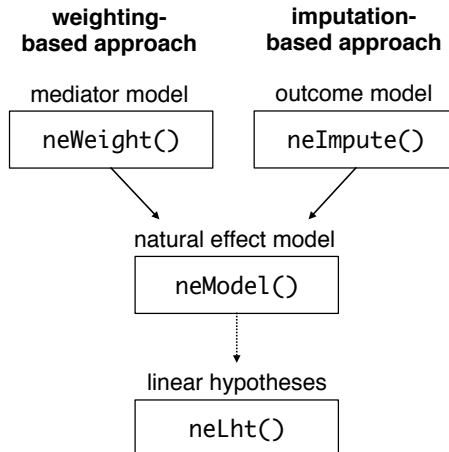 weighting-
based approach
imputation-
based approach
mediator model
outcome model
neWeight()
neImpute()
natural effect model
neModel()
linear hypotheses
neLht()